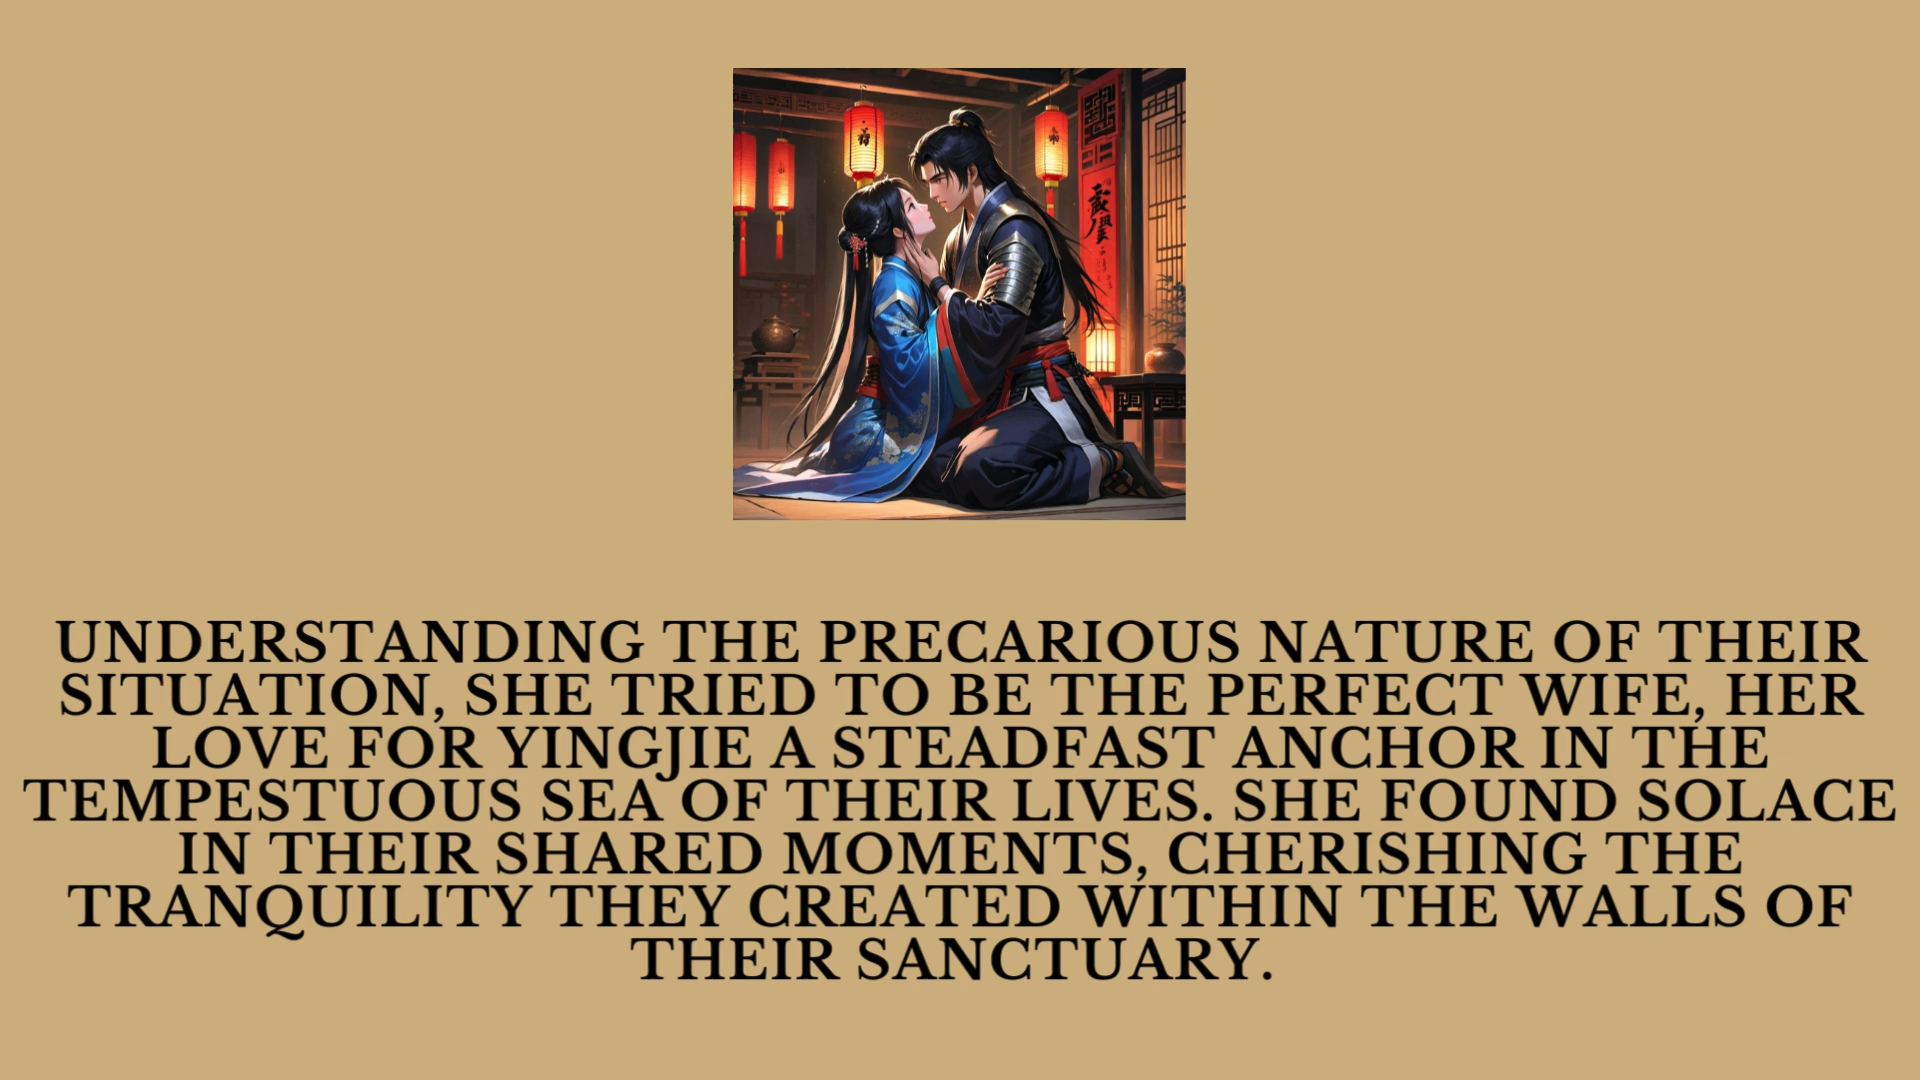 UNDERSTANDING THE PRECARIOUS NATURE OF THEIR
SITUATION, SHE TRIED TO BE THE PERFECT WIFE, HER
LOVE FOR YINGJIE A STEADFAST ANCHOR IN THE
TEMPESTUOUS SEA OF THEIR LIVES. SHE FOUND SOLACE
IN THEIR SHARED MOMENTS, CHERISHING THE
TRANQUILITY THEY CREATED WITHIN THE WALLS OF
THEIR SANCTUARY.